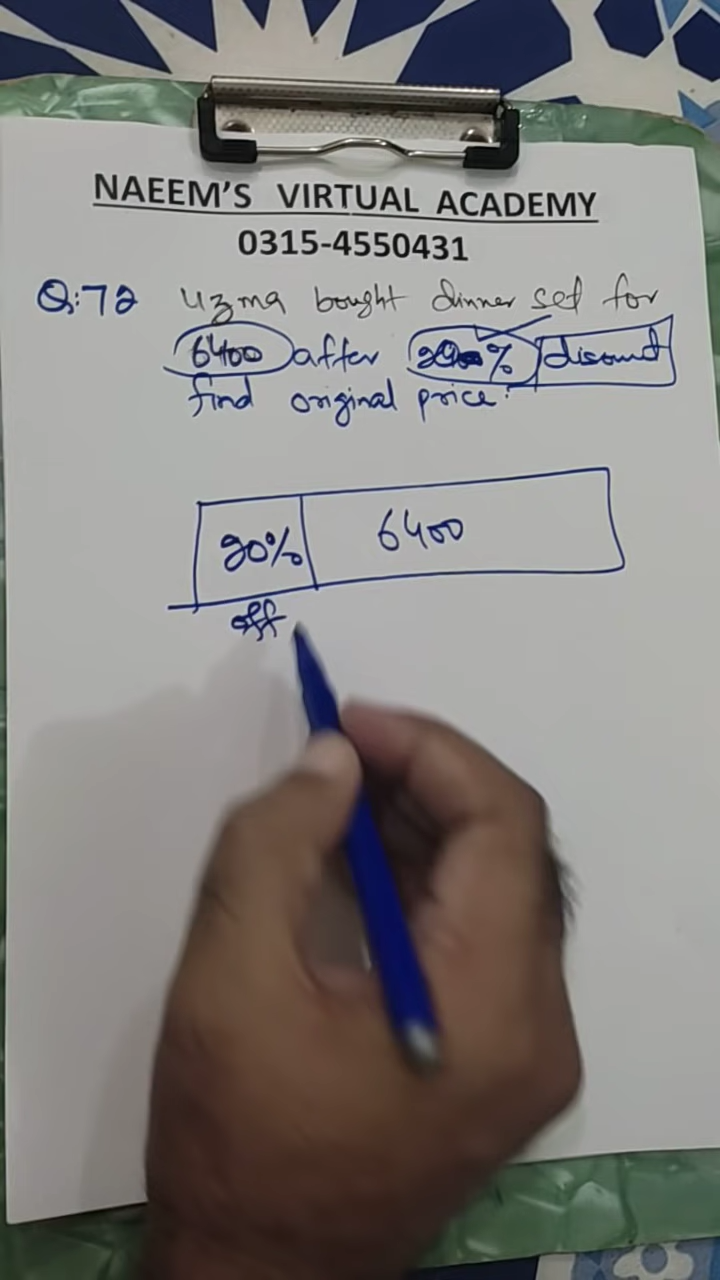 NAEEM'S VIRTUAL ACADEMY
0315-4550431
Q:72 Uzma bought dinner set for
6400 after 20% discount
find original price?
20% 6400
off